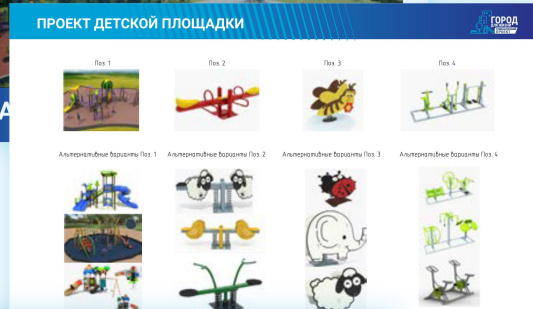 ПРОЕКТ ДЕТСКОЙ ПЛОЩАДКИ
ГОРОД
Поз. 1
Поз. 2
Поз. 3
Поз. 4
Альтернативные варианты Поз. 1
Альтернативные варианты Поз. 2
Альтернативные варианты Поз. 3
Альтернативные варианты Поз. 4